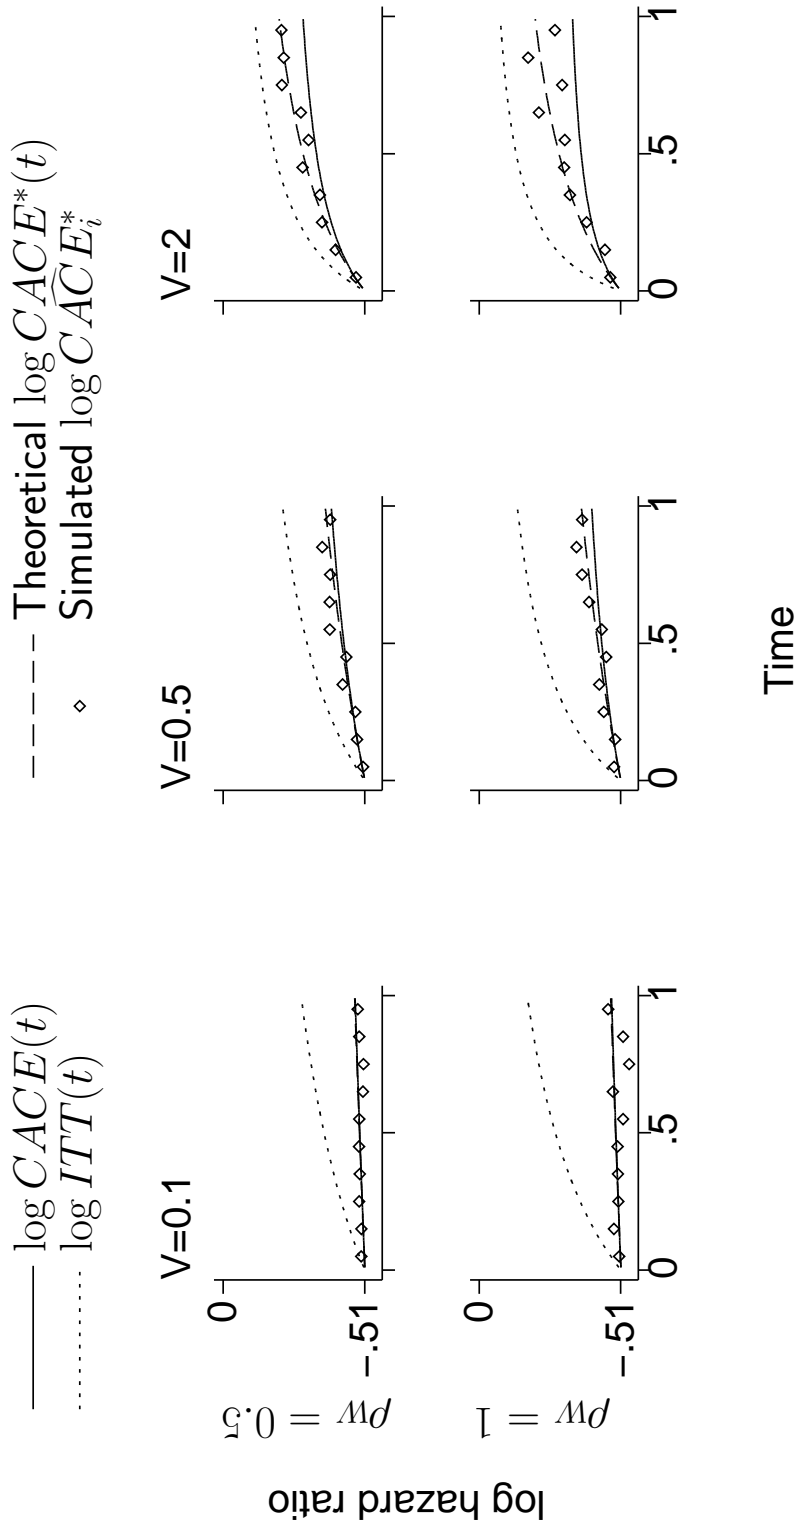 log CACE(t)
Theoretical log CACE*(t)
log ITT(t)
Simulated log \widehat{CACE}_i^*
V=0.1
V=0.5
V=2
log hazard ratio
ρ_W = 0.5
0
−.51
ρ_W = 1
0
−.51
0 .5 1
0 .5 1
0 .5 1
Time